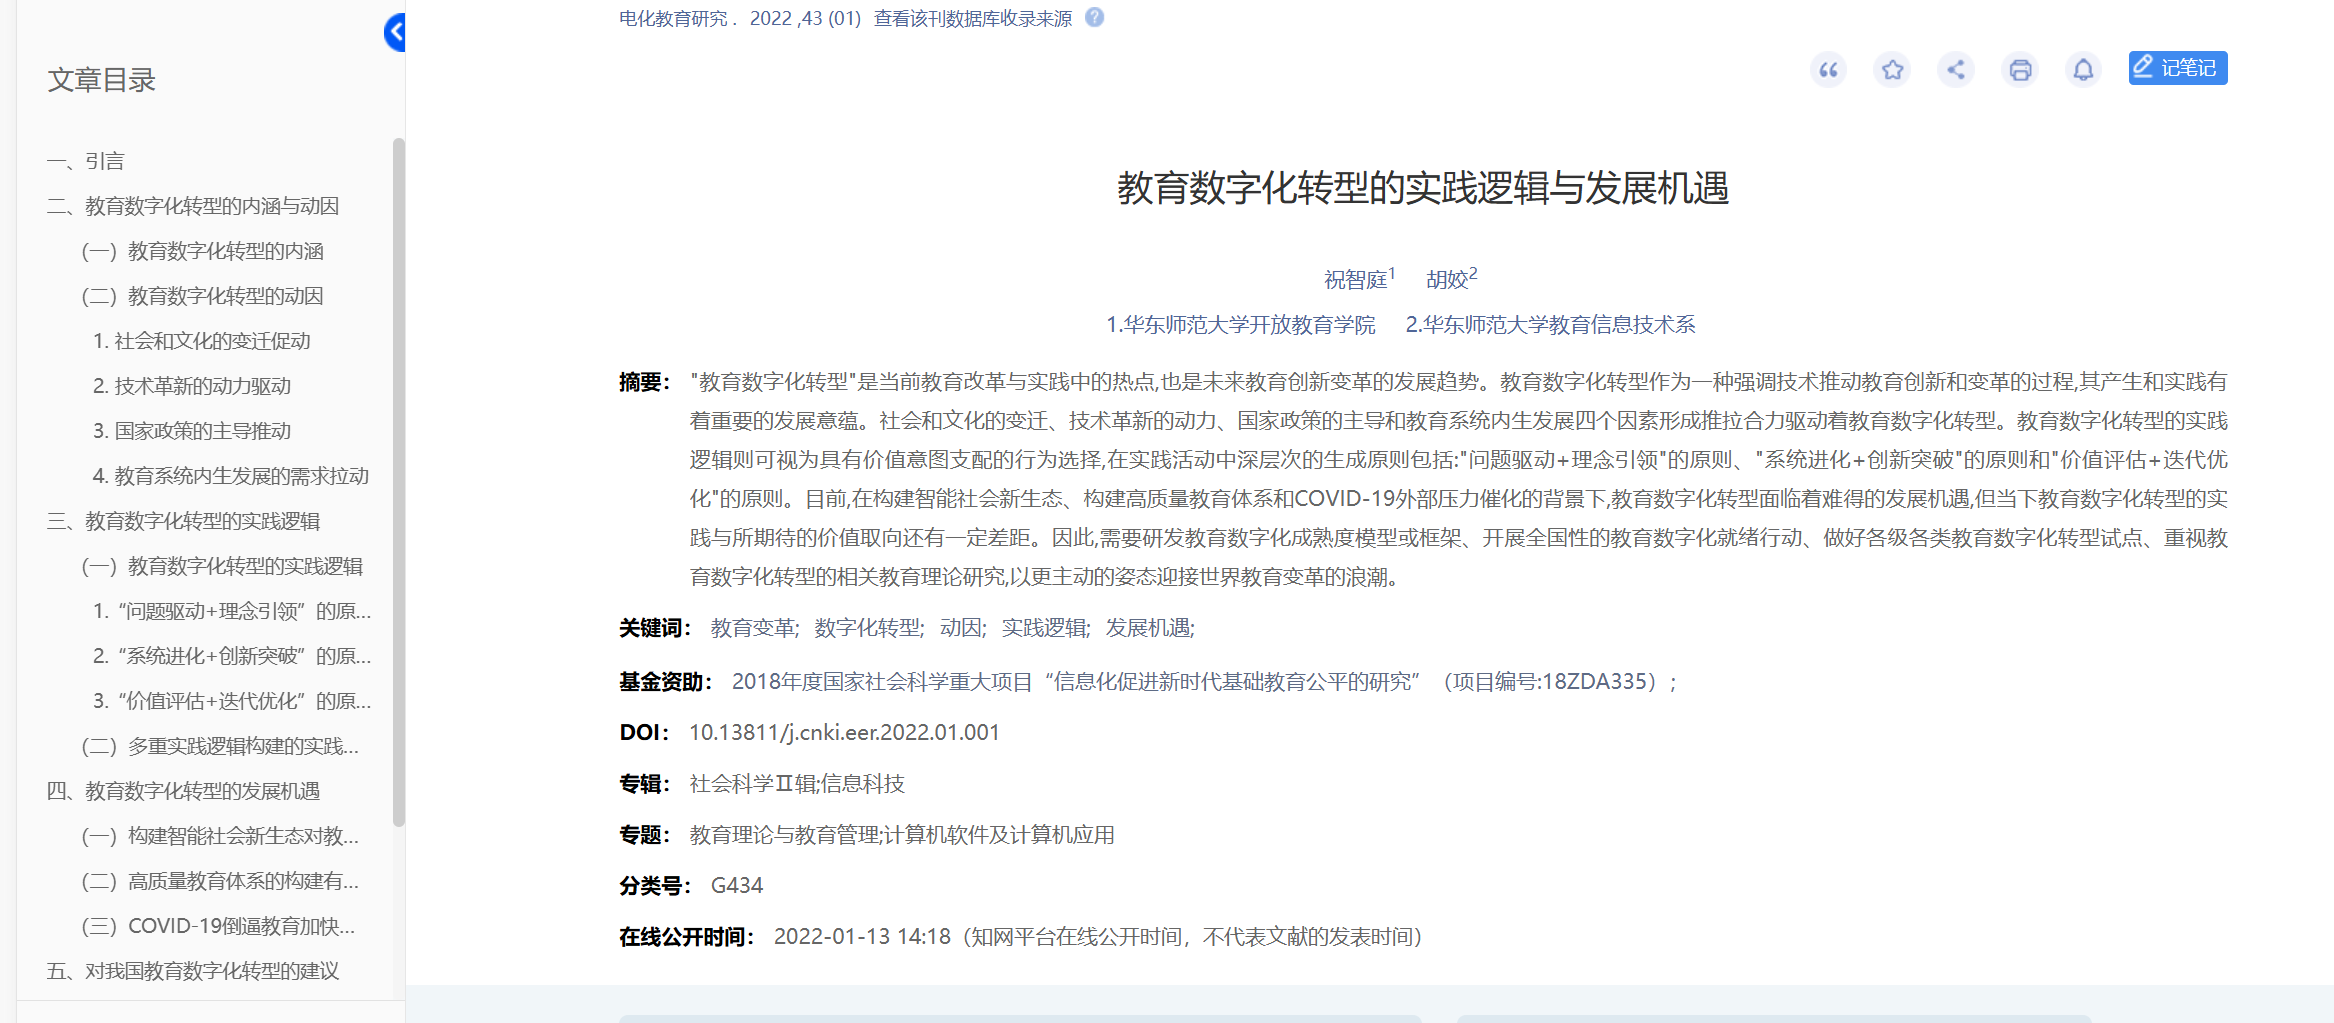 文章目录
一、引言
二、教育数字化转型的内涵与动因
(一) 教育数字化转型的内涵
(二) 教育数字化转型的动因
1. 社会和文化的变迁促动
2. 技术革新的动力驱动
3. 国家政策的主导推动
4. 教育系统内生发展的需求拉动
三、教育数字化转型的实践逻辑
(一) 教育数字化转型的实践逻辑
1. “问题驱动+理念引领”的原...
2. “系统进化+创新突破”的原...
3. “价值评估+迭代优化”的原...
(二) 多重实践逻辑构建的实践...
四、教育数字化转型的发展机遇
(一) 构建智能社会新生态对教...
(二) 高质量教育体系的构建有...
(三) COVID-19倒逼教育加快...
五、对我国教育数字化转型的建议
电化教育研究 . 2022 ,43 (01) 查看该刊数据库收录来源 ?
记笔记
教育数字化转型的实践逻辑与发展机遇
祝智庭1 胡姣2
1.华东师范大学开放教育学院 2.华东师范大学教育信息技术系
摘要： "教育数字化转型"是当前教育改革与实践中的热点,也是未来教育创新变革的发展趋势。教育数字化转型作为一种强调技术推动教育创新和变革的过程,其产生和实践有
着重要的发展意蕴。社会和文化的变迁、技术革新的动力、国家政策的主导和教育系统内生发展四个因素形成推拉合力驱动着教育数字化转型。教育数字化转型的实践
逻辑则可视为具有价值意图支配的行为选择,在实践活动中深层次的生成原则包括:"问题驱动+理念引领"的原则、"系统进化+创新突破"的原则和"价值评估+迭代优
化"的原则。目前,在构建智能社会新生态、构建高质量教育体系和COVID-19外部压力催化的背景下,教育数字化转型面临着难得的发展机遇,但当下教育数字化转型的实
践与所期待的价值取向还有一定差距。因此,需要研发教育数字化成熟度模型或框架、开展全国性的教育数字化就绪行动、做好各级各类教育数字化转型试点、重视教
育数字化转型的相关教育理论研究,以更主动的姿态迎接世界教育变革的浪潮。
关键词： 教育变革; 数字化转型; 动因; 实践逻辑; 发展机遇;
基金资助： 2018年度国家社会科学重大项目“信息化促进新时代基础教育公平的研究”（项目编号:18ZDA335）;
DOI： 10.13811/j.cnki.eer.2022.01.001
专辑： 社会科学Ⅱ辑;信息科技
专题： 教育理论与教育管理;计算机软件及计算机应用
分类号： G434
在线公开时间： 2022-01-13 14:18（知网平台在线公开时间，不代表文献的发表时间）